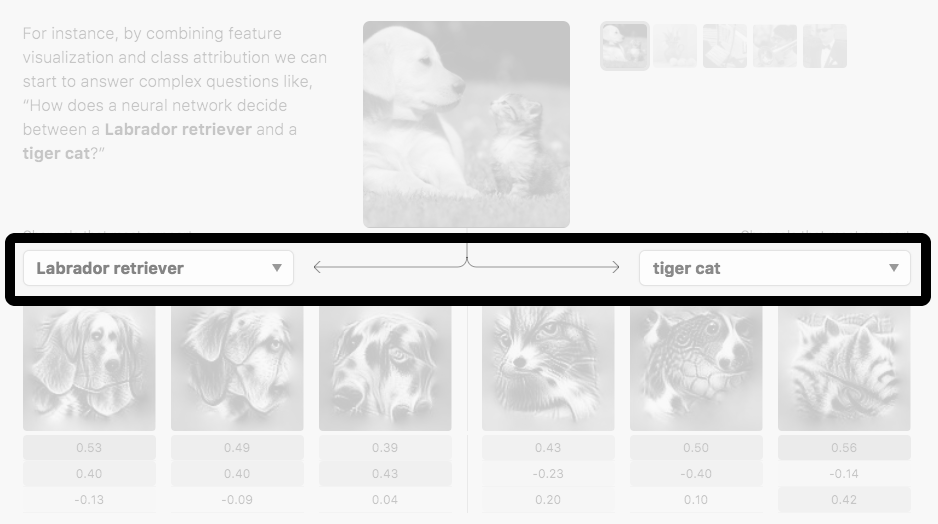 For instance, by combining feature
visualization and class attribution we can
start to answer complex questions like,
“How does a neural network decide
between a Labrador retriever and a
tiger cat?”
Labrador retriever
tiger cat
0.53 0.49 0.39 0.43 0.50 0.56
0.40 0.40 0.43 -0.23 -0.40 -0.14
-0.13 -0.09 0.04 0.20 0.10 0.42